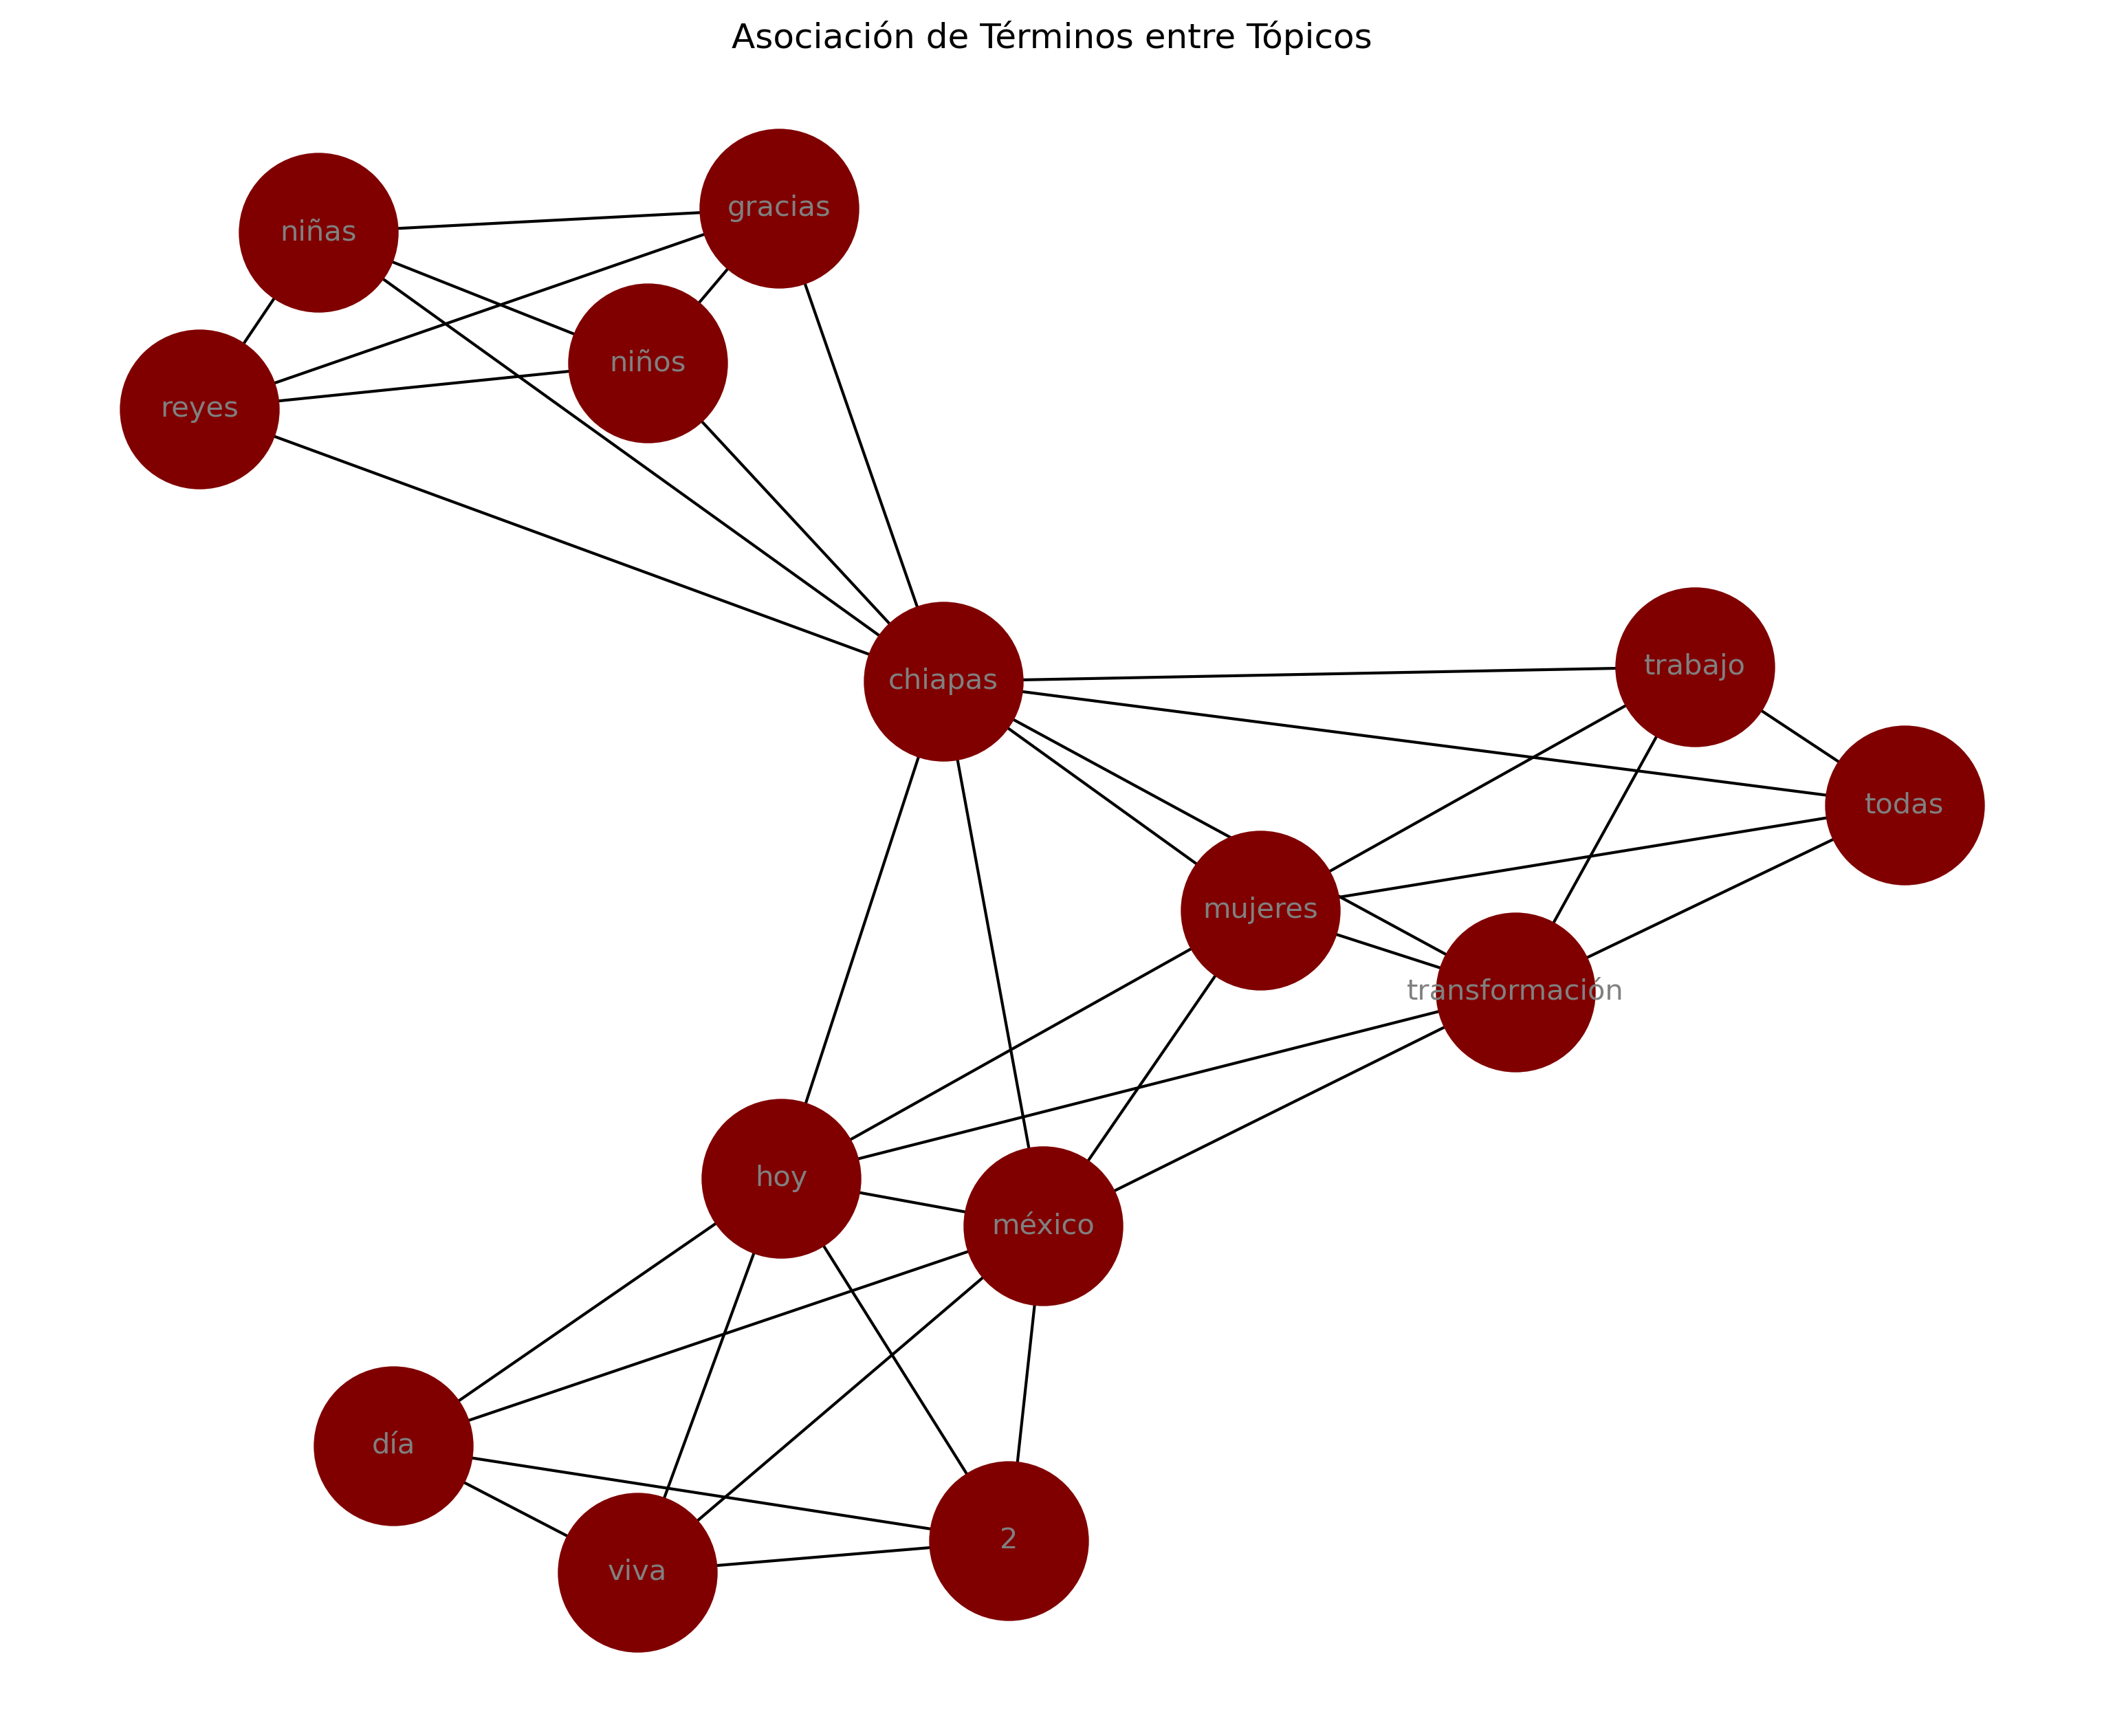 Asociación de Términos entre Tópicos
gracias
niñas
niños
reyes
trabajo
chiapas
todas
mujeres
transformación
hoy
méxico
día
2
viva